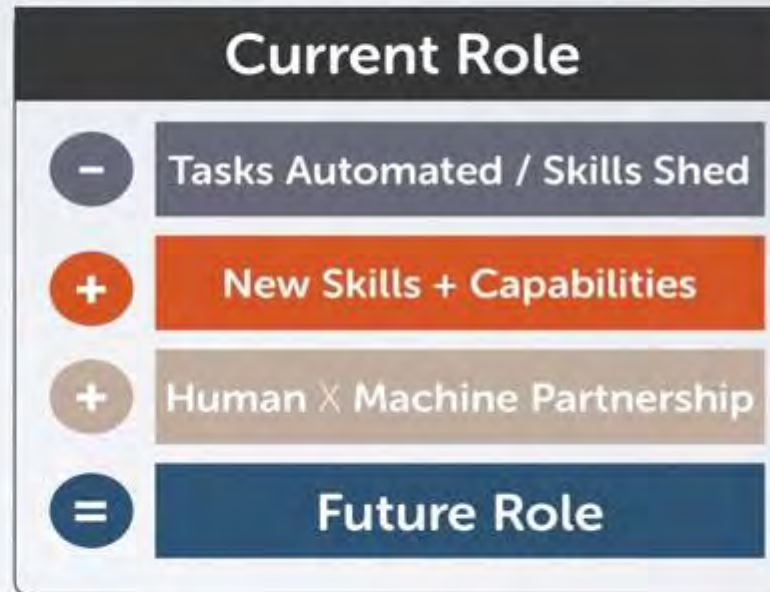 Current Role
– Tasks Automated / Skills Shed
+ New Skills + Capabilities
+ Human X Machine Partnership
= Future Role